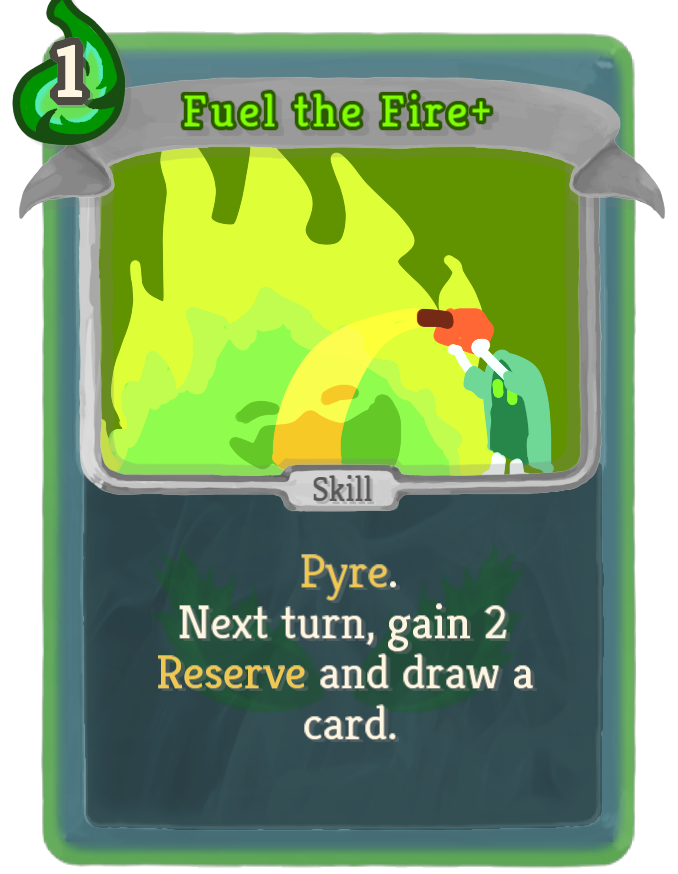 1
Fuel the Fire+
Skill
Pyre.
Next turn, gain 2
Reserve and draw a
card.